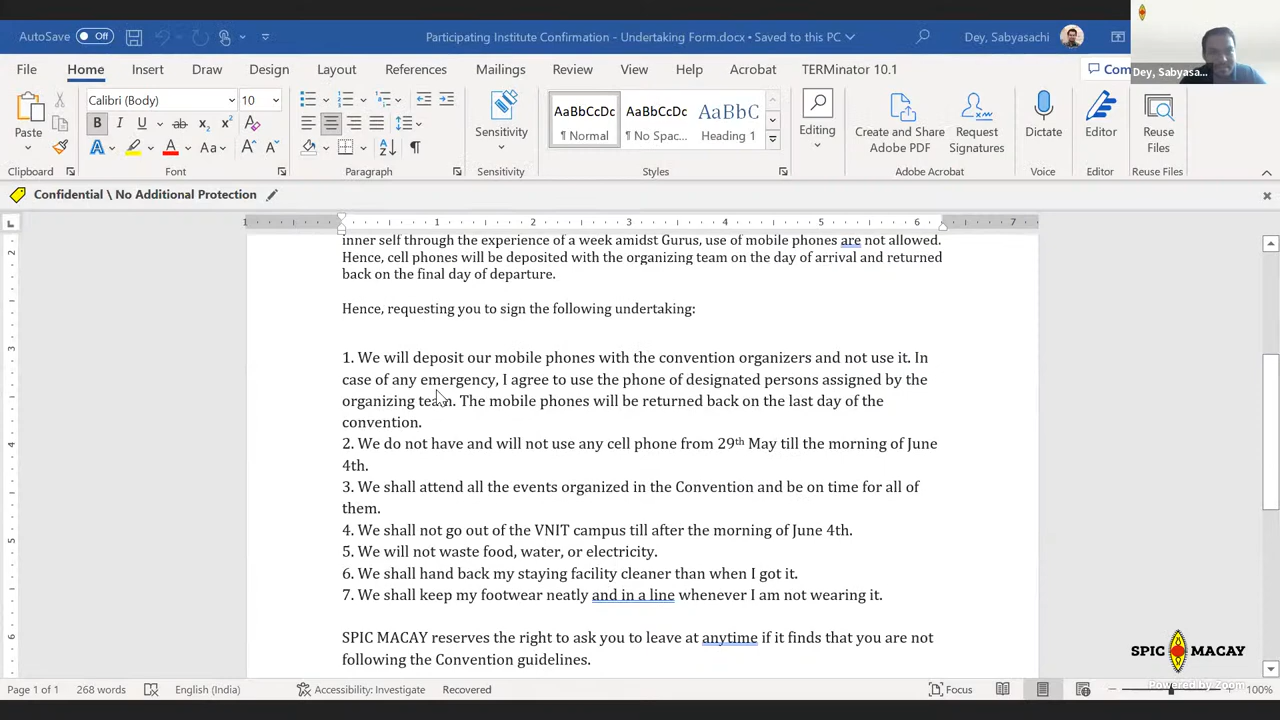 AutoSave Off
Participating Institute Confirmation - Undertaking Form.docx • Saved to this PC
Dey, Sabyasachi
Dey, Sabyasa...
File Home Insert Draw Design Layout References Mailings Review View Help Acrobat TERMinator 10.1 Com
Paste
Calibri (Body) 10
AaBbCcDc AaBbCcDc AaBbC
¶ Normal ¶ No Spac... Heading 1
Sensitivity
Editing
Create and Share Adobe PDF
Request Signatures
Dictate
Editor
Reuse Files
Clipboard Font Paragraph Sensitivity Styles Adobe Acrobat Voice Editor Reuse Files
Confidential \ No Additional Protection
1 1 2 3 4 5 6 7
inner self through the experience of a week amidst Gurus, use of mobile phones are not allowed.
Hence, cell phones will be deposited with the organizing team on the day of arrival and returned
back on the final day of departure.
Hence, requesting you to sign the following undertaking:
1. We will deposit our mobile phones with the convention organizers and not use it. In
case of any emergency, I agree to use the phone of designated persons assigned by the
organizing team. The mobile phones will be returned back on the last day of the
convention.
2. We do not have and will not use any cell phone from 29th May till the morning of June
4th.
3. We shall attend all the events organized in the Convention and be on time for all of
them.
4. We shall not go out of the VNIT campus till after the morning of June 4th.
5. We will not waste food, water, or electricity.
6. We shall hand back my staying facility cleaner than when I got it.
7. We shall keep my footwear neatly and in a line whenever I am not wearing it.
SPIC MACAY reserves the right to ask you to leave at anytime if it finds that you are not
following the Convention guidelines.
SPIC MACAY
Powered by Zoom
Page 1 of 1 268 words English (India) Accessibility: Investigate Recovered Focus 100%